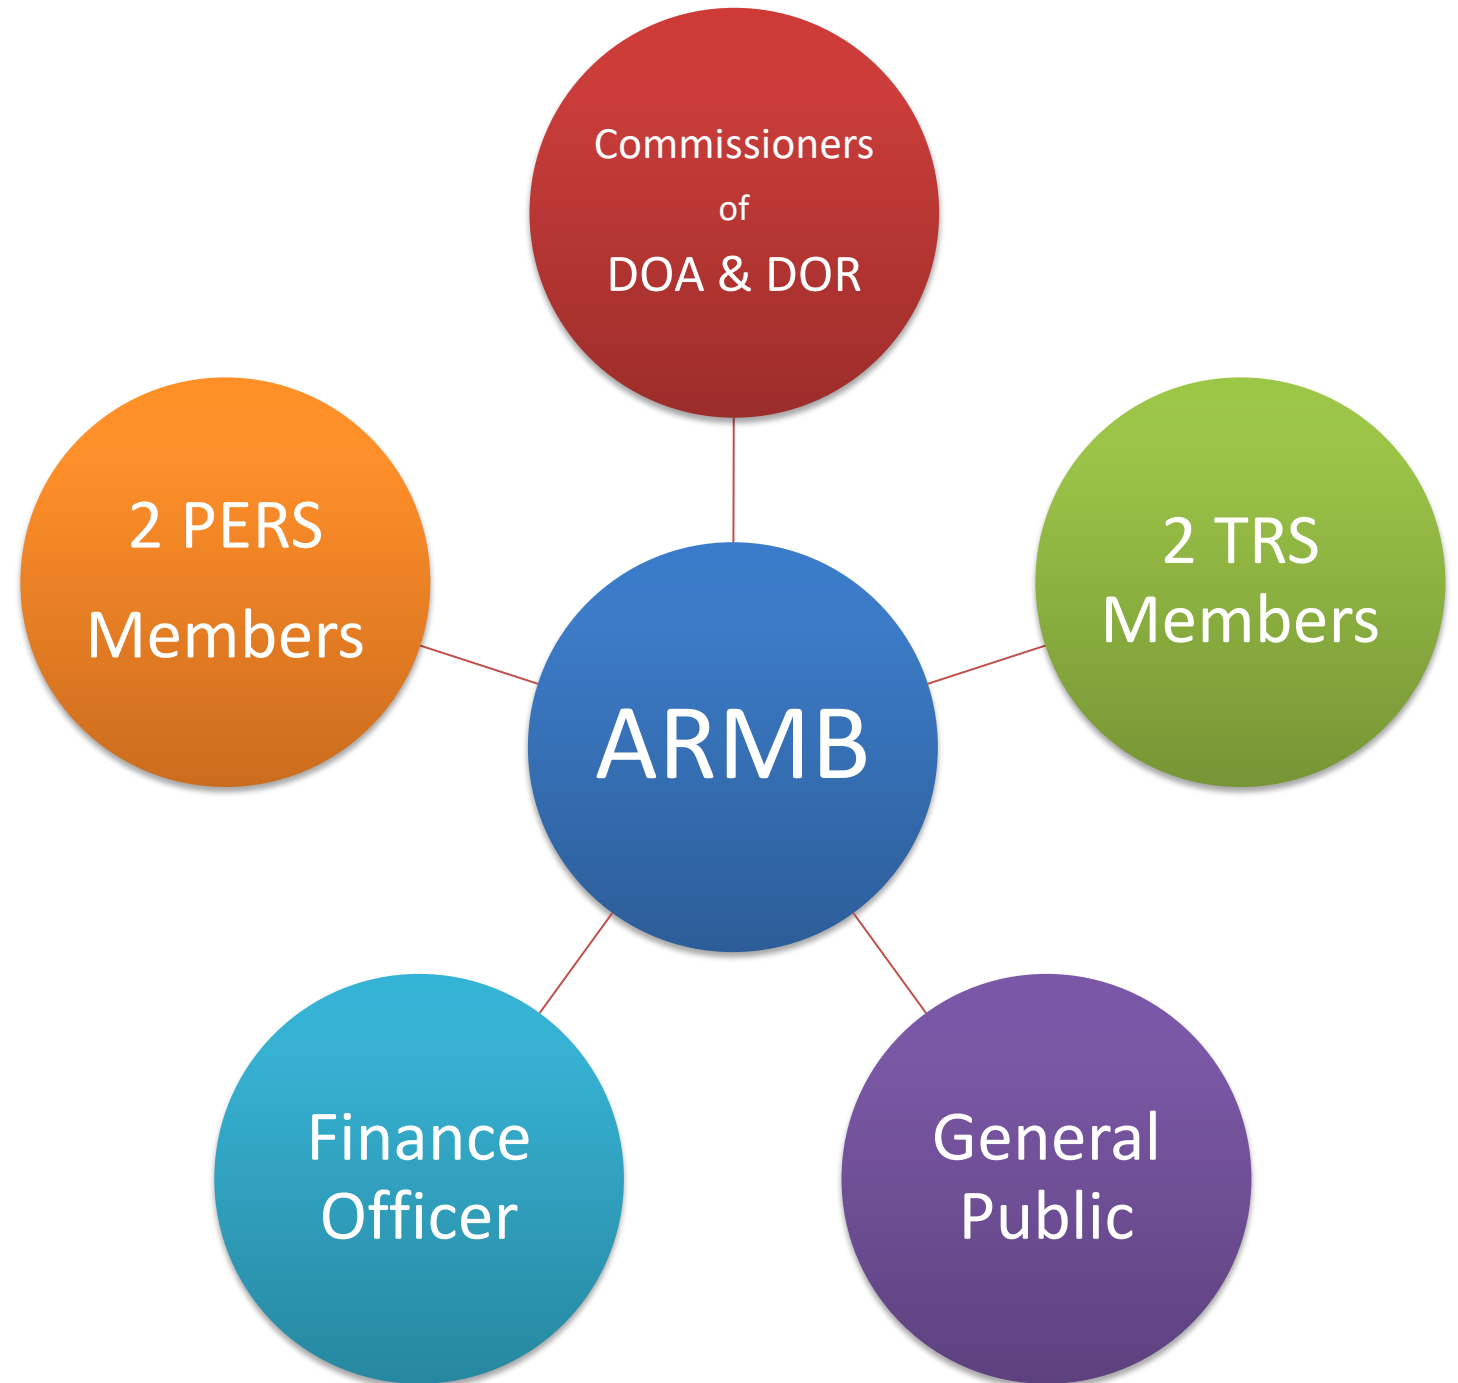 Commissioners
of
DOA & DOR
2 PERS
Members
2 TRS
Members
ARMB
Finance
Officer
General
Public